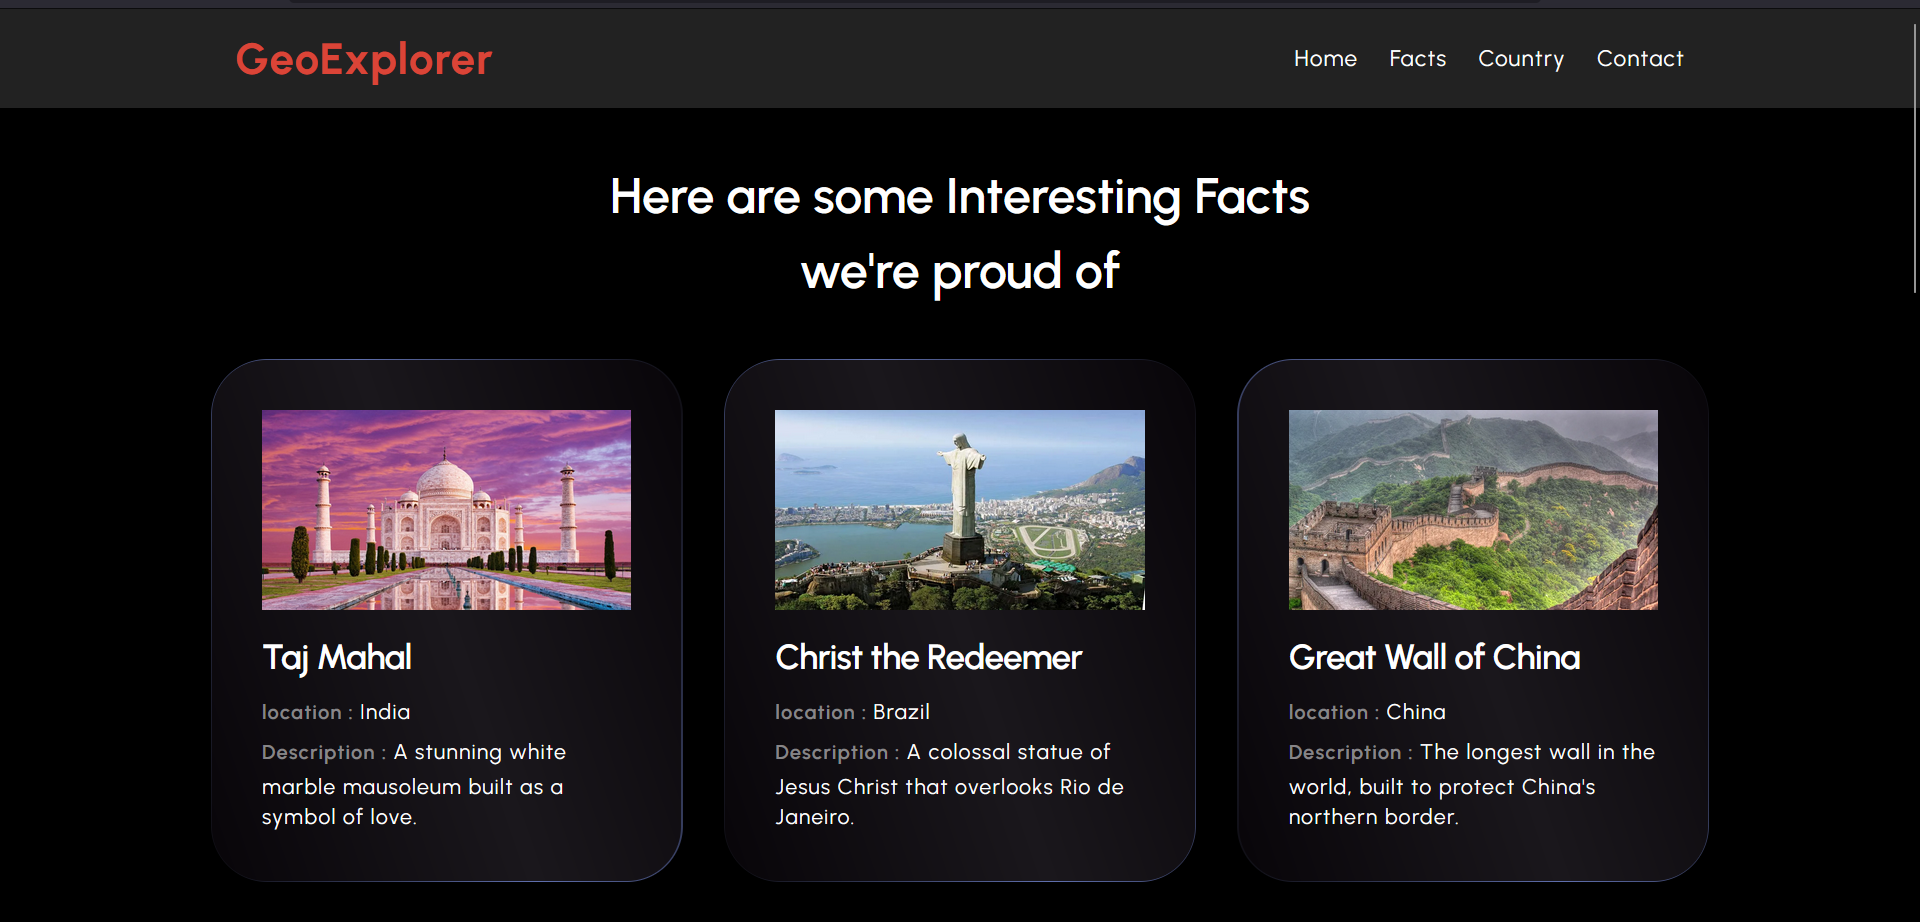 GeoExplorer
Home Facts Country Contact
Here are some Interesting Facts
we're proud of
Taj Mahal
location : India
Description : A stunning white
marble mausoleum built as a
symbol of love.
Christ the Redeemer
location : Brazil
Description : A colossal statue of
Jesus Christ that overlooks Rio de
Janeiro.
Great Wall of China
location : China
Description : The longest wall in the
world, built to protect China's
northern border.